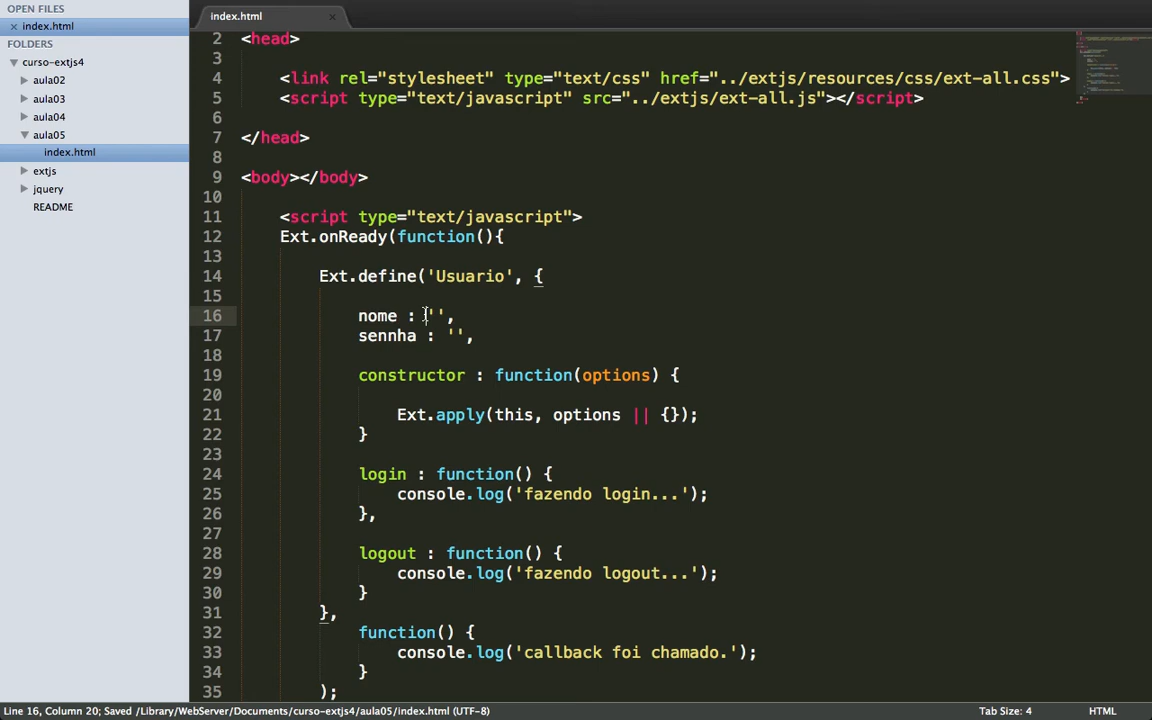 OPEN FILES
× index.html
FOLDERS
curso-extjs4
aula02
aula03
aula04
aula05
index.html
extjs
jquery
README
index.html ×
2 <head>
3
4 <link rel="stylesheet" type="text/css" href="../extjs/resources/css/ext-all.css">
5 <script type="text/javascript" src="../extjs/ext-all.js"></script>
6
7 </head>
8
9 <body></body>
10
11 <script type="text/javascript">
12 Ext.onReady(function(){
13
14 Ext.define('Usuario', {
15
16 nome : '',
17 sennha : '',
18
19 constructor : function(options) {
20
21 Ext.apply(this, options || {});
22 }
23
24 login : function() {
25 console.log('fazendo login...');
26 },
27
28 logout : function() {
29 console.log('fazendo logout...');
30 }
31 },
32 function() {
33 console.log('callback foi chamado.');
34 }
35 );
Line 16, Column 20; Saved /Library/WebServer/Documents/curso-extjs4/aula05/index.html (UTF-8) Tab Size: 4 HTML